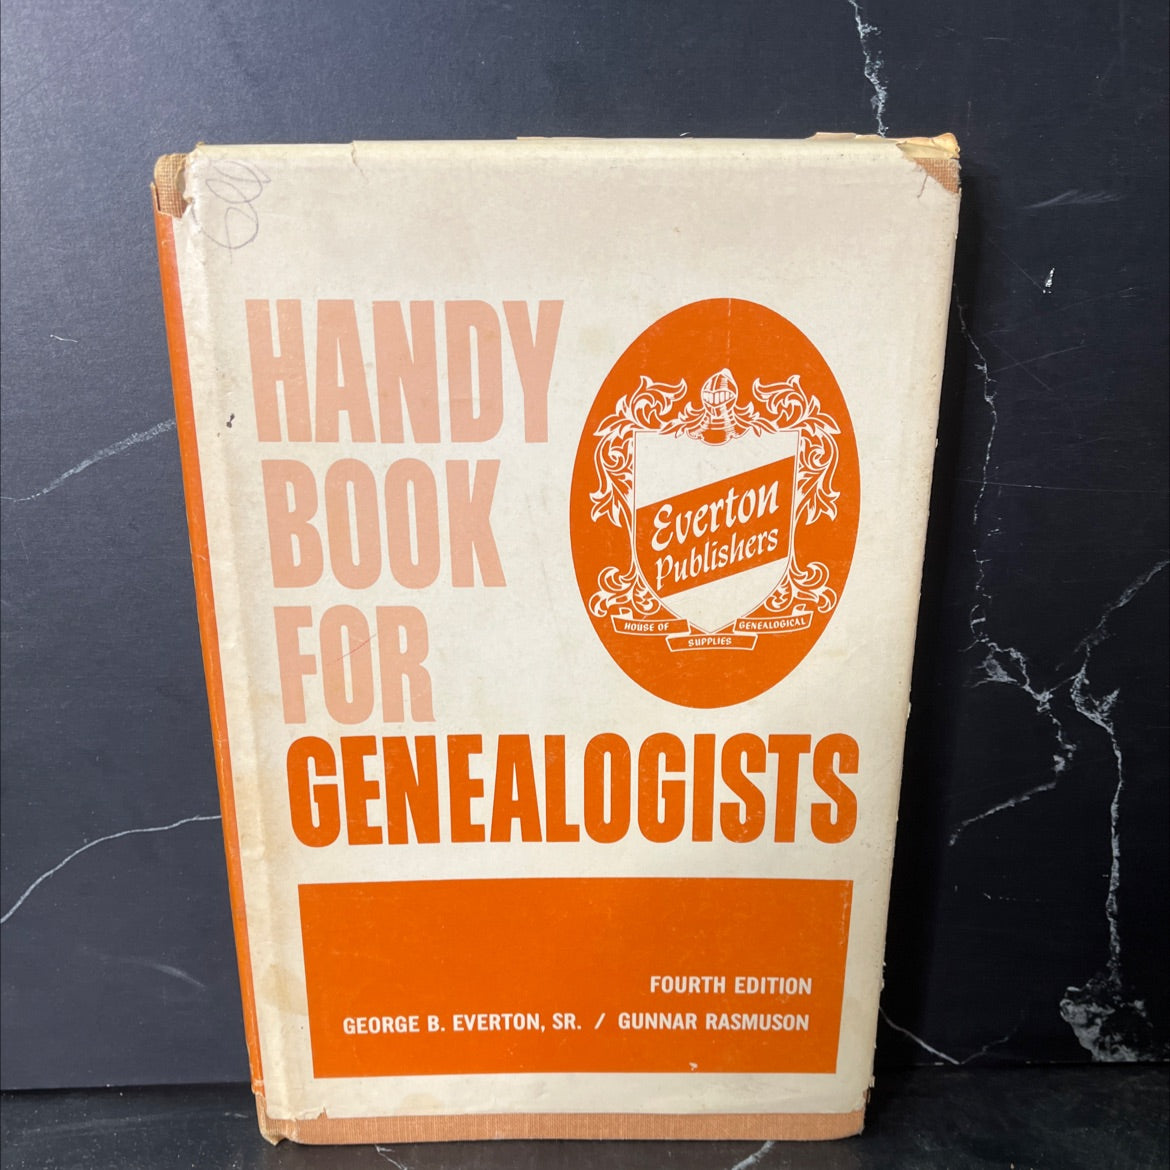 HANDY
BOOK
FOR
GENEALOGISTS
Everton
Publishers
HOUSE OF GENEALOGICAL
SUPPLIES
FOURTH EDITION
GEORGE B. EVERTON, SR. / GUNNAR RASMUSON